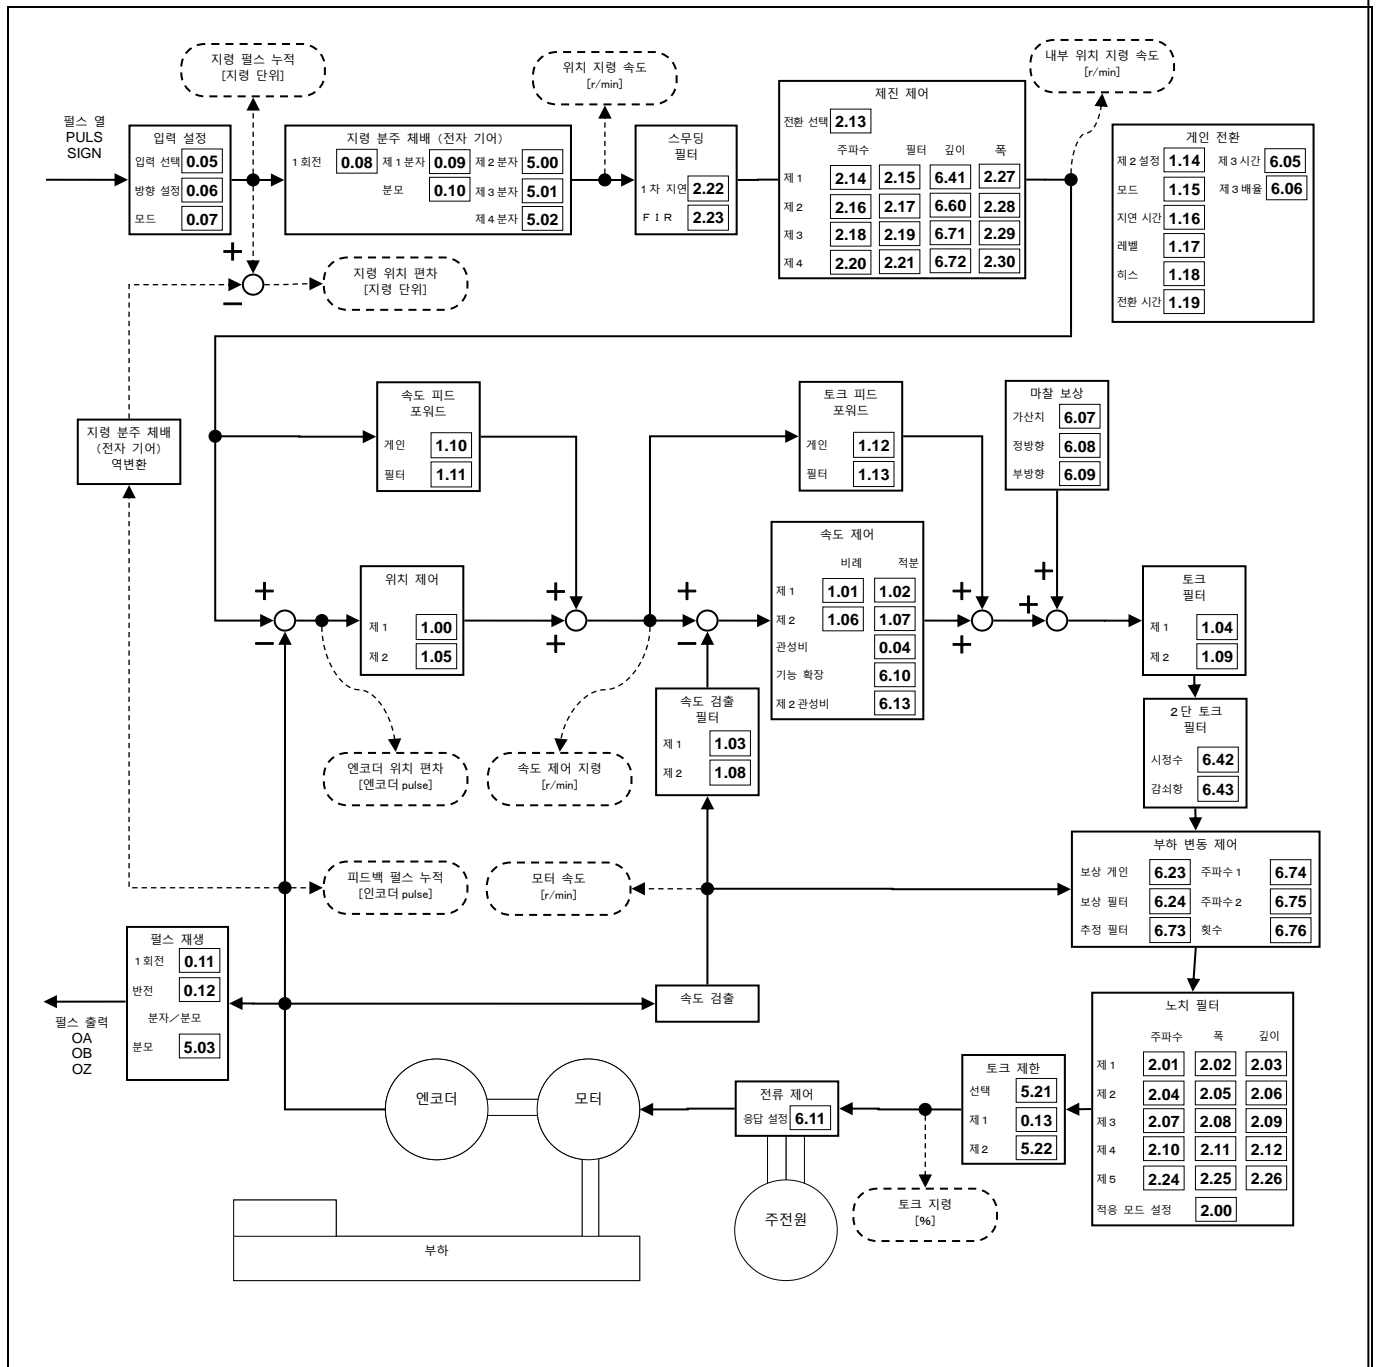 지령 펄스 누적
[지령 단위]
위치 지령 속도
[r/min]
내부 위치 지령 속도
[r/min]
펄스 열
PULS
SIGN
입력 설정
입력 선택 0.05
방향 설정 0.06
모드 0.07
지령 분주 체배 (전자 기어)
1회전 0.08 제1분자 0.09 제2분자 5.00
분모 0.10 제3분자 5.01
제4분자 5.02
스무딩
필터
1차 지연 2.22
FIR 2.23
제진 제어
전환 선택 2.13
주파수 필터 깊이 폭
제1 2.14 2.15 6.41 2.27
제2 2.16 2.17 6.60 2.28
제3 2.18 2.19 6.71 2.29
제4 2.20 2.21 6.72 2.30
게인 전환
제2설정 1.14 제3시간 6.05
모드 1.15 제3배율 6.06
지연 시간 1.16
레벨 1.17
히스 1.18
전환 시간 1.19
+
−
지령 위치 편차
[지령 단위]
지령 분주 체배
(전자 기어)
역변환
속도 피드
포워드
게인 1.10
필터 1.11
토크 피드
포워드
게인 1.12
필터 1.13
마찰 보상
가산치 6.07
정방향 6.08
부방향 6.09
+
−
위치 제어
제1 1.00
제2 1.05
+
+
+
−
속도 제어
비례 적분
제1 1.01 1.02
제2 1.06 1.07
관성비 0.04
기능 확장 6.10
제2관성비 6.13
+
+
+
+
토크
필터
제1 1.04
제2 1.09
속도 검출
필터
제1 1.03
제2 1.08
2단 토크
필터
시정수 6.42
감쇠항 6.43
엔코더 위치 편차
[엔코더 pulse]
속도 제어 지령
[r/min]
피드백 펄스 누적
[인코더 pulse]
모터 속도
[r/min]
부하 변동 제어
보상 게인 6.23 주파수1 6.74
보상 필터 6.24 주파수2 6.75
추정 필터 6.73 횟수 6.76
펄스 재생
1회전 0.11
반전 0.12
분자/분모
분모 5.03
펄스 출력
OA
OB
OZ
속도 검출
노치 필터
주파수 폭 깊이
제1 2.01 2.02 2.03
제2 2.04 2.05 2.06
제3 2.07 2.08 2.09
제4 2.10 2.11 2.12
제5 2.24 2.25 2.26
적응 모드 설정 2.00
토크 제한
선택 5.21
제1 0.13
제2 5.22
전류 제어
응답 설정 6.11
엔코더
모터
주전원
토크 지령
[%]
부하